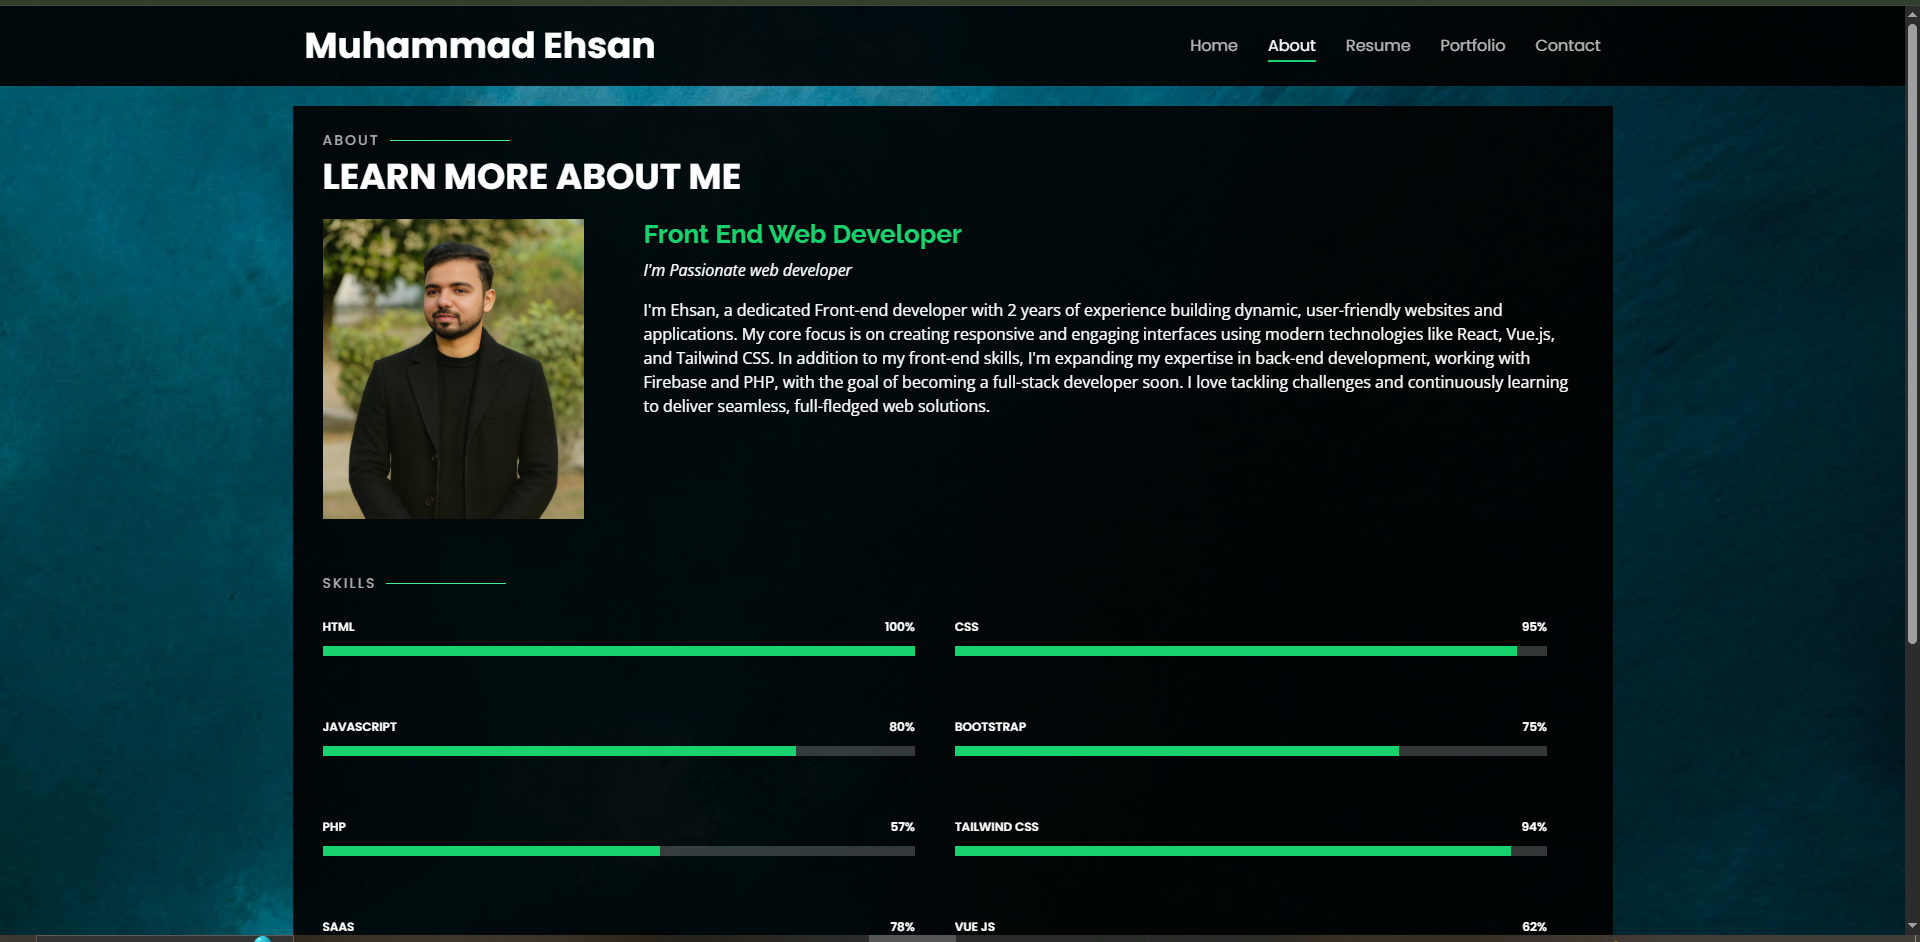 Muhammad Ehsan
Home About Resume Portfolio Contact
ABOUT
LEARN MORE ABOUT ME
Front End Web Developer
I'm Passionate web developer
I'm Ehsan, a dedicated Front-end developer with 2 years of experience building dynamic, user-friendly websites and
applications. My core focus is on creating responsive and engaging interfaces using modern technologies like React, Vue.js,
and Tailwind CSS. In addition to my front-end skills, I'm expanding my expertise in back-end development, working with
Firebase and PHP, with the goal of becoming a full-stack developer soon. I love tackling challenges and continuously learning
to deliver seamless, full-fledged web solutions.
SKILLS
HTML 100%
CSS 95%
JAVASCRIPT 80%
BOOTSTRAP 75%
PHP 57%
TAILWIND CSS 94%
SAAS 78%
VUE JS 62%